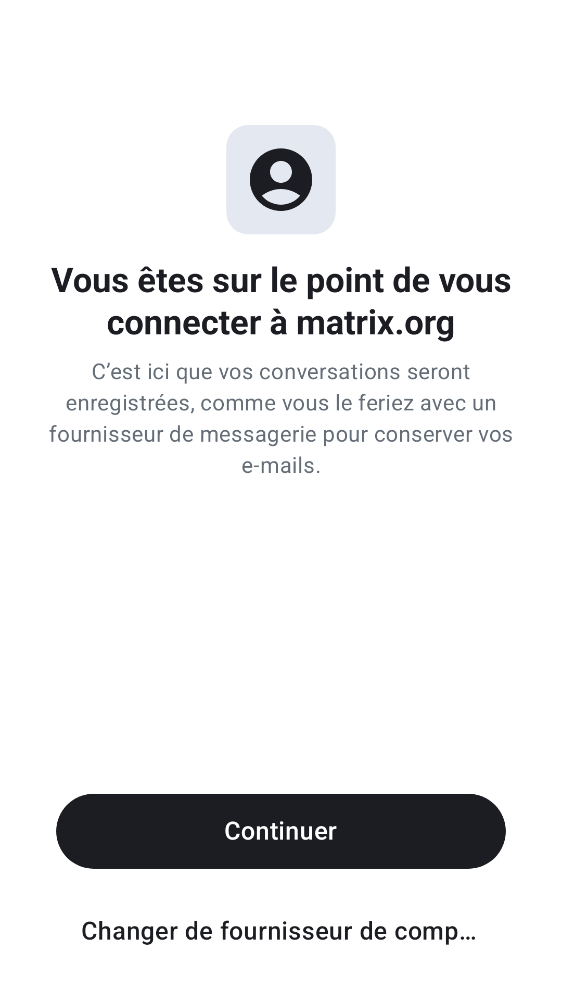 Vous êtes sur le point de vous
connecter à matrix.org
C’est ici que vos conversations seront
enregistrées, comme vous le feriez avec un
fournisseur de messagerie pour conserver vos
e-mails.
Continuer
Changer de fournisseur de comp…